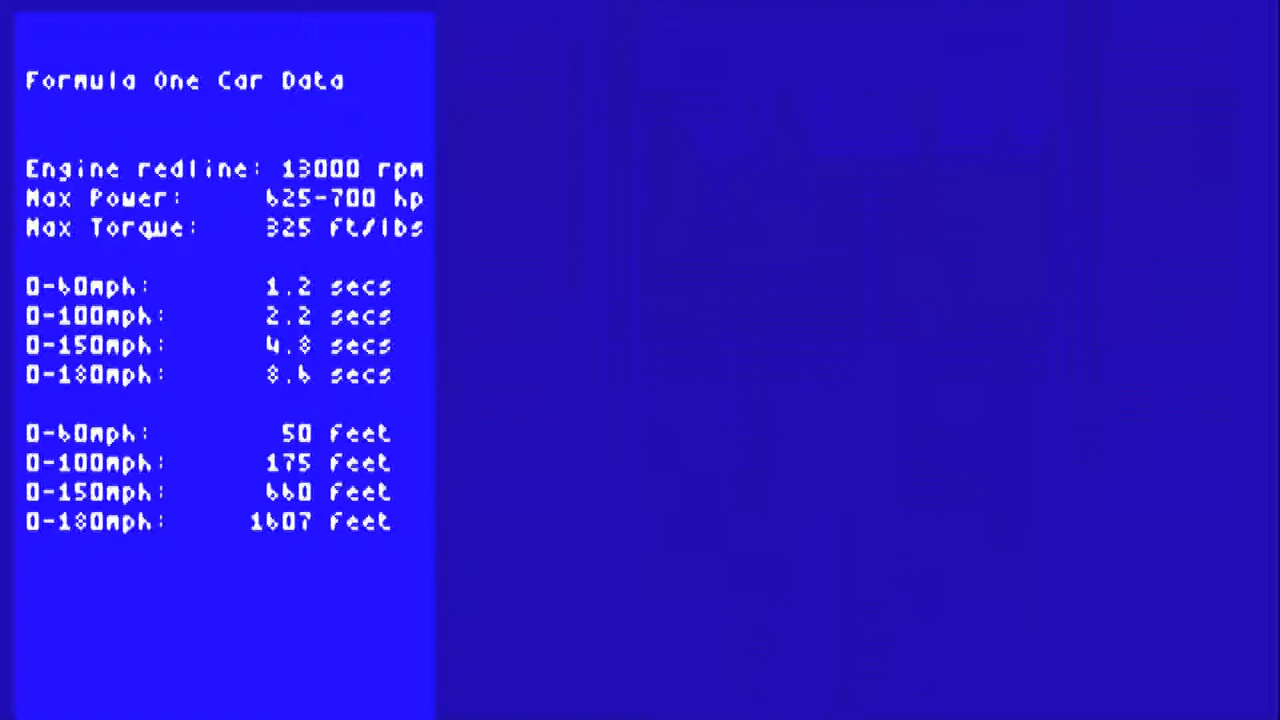 Formula One Car Data
Engine redline: 13000 rpm
Max Power: 625-700 hp
Max Torque: 325 ft/lbs
0-60mph: 1.2 secs
0-100mph: 2.2 secs
0-150mph: 4.8 secs
0-180mph: 8.6 secs
0-60mph: 50 feet
0-100mph: 175 feet
0-150mph: 660 feet
0-180mph: 1607 feet